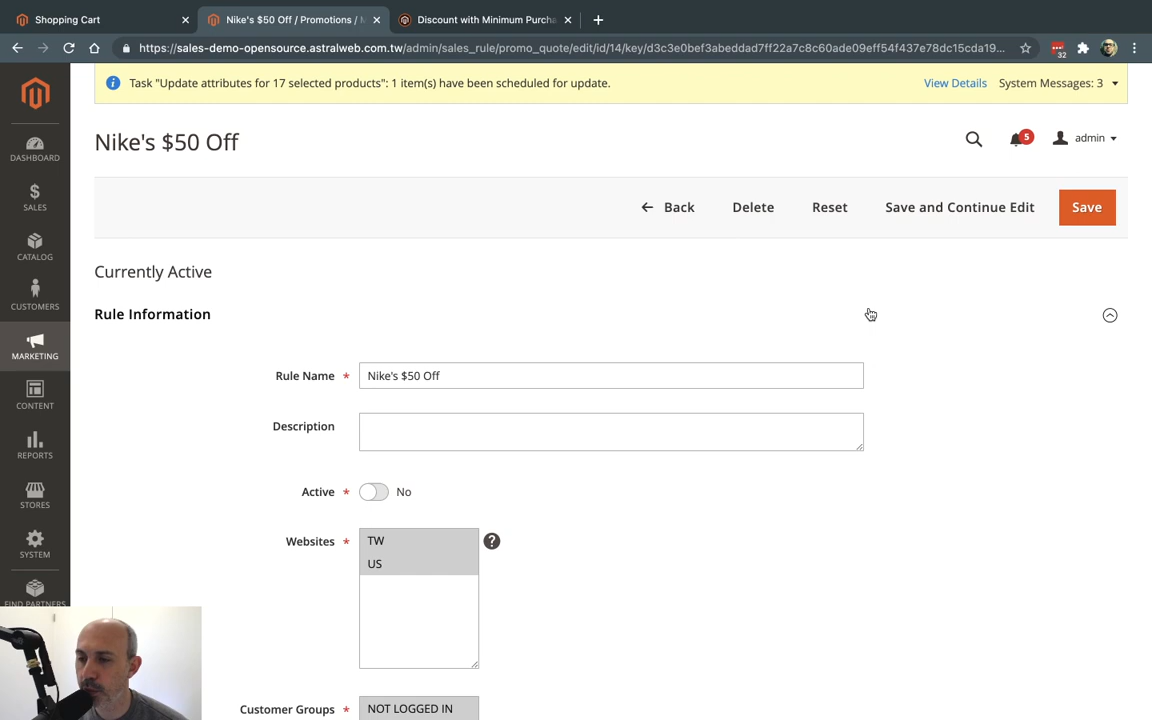 Shopping Cart
Nike's $50 Off / Promotions / M
Discount with Minimum Purcha
https://sales-demo-opensource.astralweb.com.tw/admin/sales_rule/promo_quote/edit/id/14/key/d3c3e0bef3abeddad7ff22a7c8c60ade09eff54f437e78dc15cda19...
32
Task "Update attributes for 17 selected products": 1 item(s) have been scheduled for update.
View Details
System Messages: 3
Nike's $50 Off
5
admin
DASHBOARD
SALES
CATALOG
CUSTOMERS
MARKETING
CONTENT
REPORTS
STORES
SYSTEM
FIND PARTNERS
Back
Delete
Reset
Save and Continue Edit
Save
Currently Active
Rule Information
Rule Name *
Nike's $50 Off
Description
Active *
No
Websites *
TW
US
?
Customer Groups *
NOT LOGGED IN